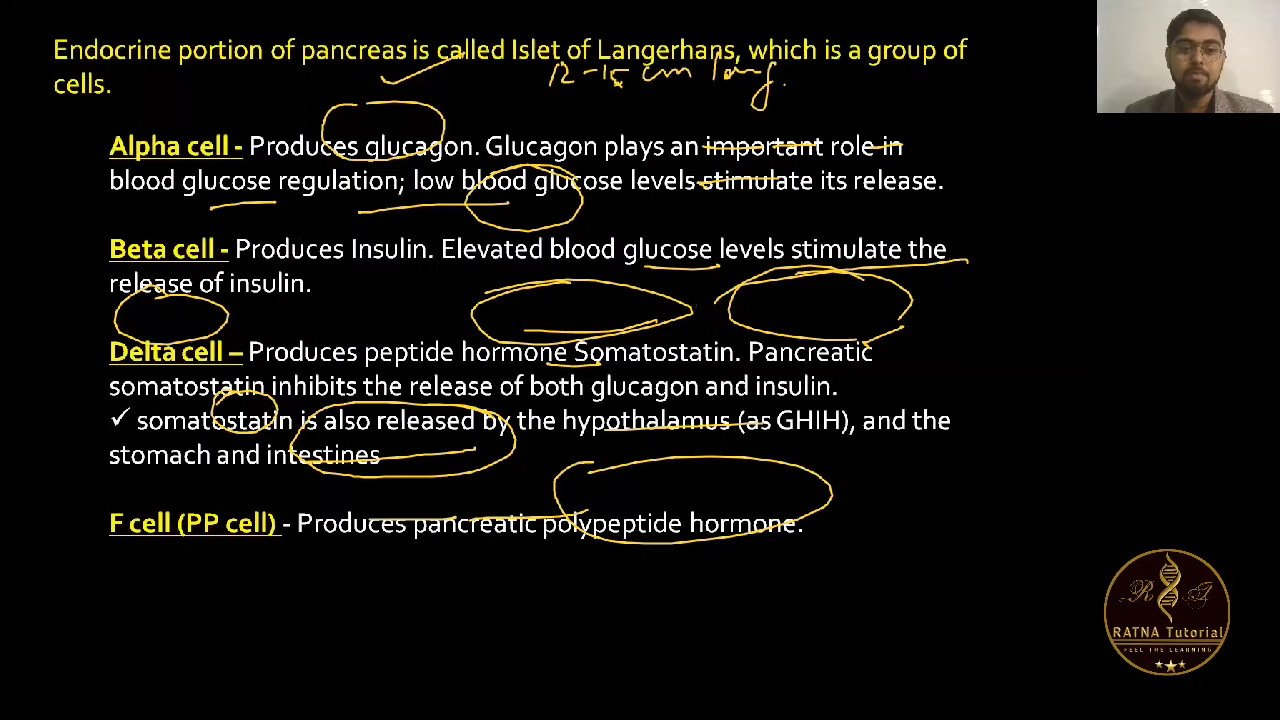 Endocrine portion of pancreas is called Islet of Langerhans, which is a group of
cells.
12-15 cm long.
Alpha cell - Produces glucagon. Glucagon plays an important role in
blood glucose regulation; low blood glucose levels stimulate its release.
Beta cell - Produces Insulin. Elevated blood glucose levels stimulate the
release of insulin.
Delta cell – Produces peptide hormone Somatostatin. Pancreatic
somatostatin inhibits the release of both glucagon and insulin.
✓ somatostatin is also released by the hypothalamus (as GHIH), and the
stomach and intestines
F cell (PP cell) - Produces pancreatic polypeptide hormone.
R T
RATNA Tutorial
FEEL THE LEARNING